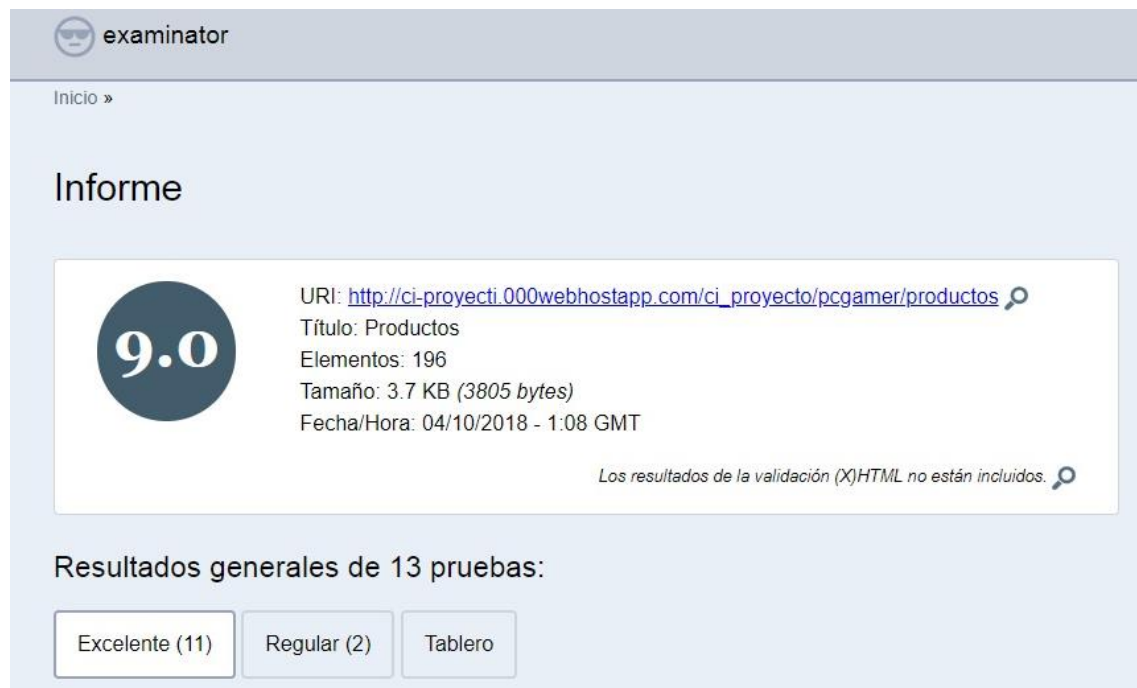 examinator
Inicio »
Informe
9.0
URI: http://ci-proyecti.000webhostapp.com/ci_proyecto/pcgamer/productos
Título: Productos
Elementos: 196
Tamaño: 3.7 KB (3805 bytes)
Fecha/Hora: 04/10/2018 - 1:08 GMT
Los resultados de la validación (X)HTML no están incluidos.
Resultados generales de 13 pruebas:
Excelente (11) Regular (2) Tablero